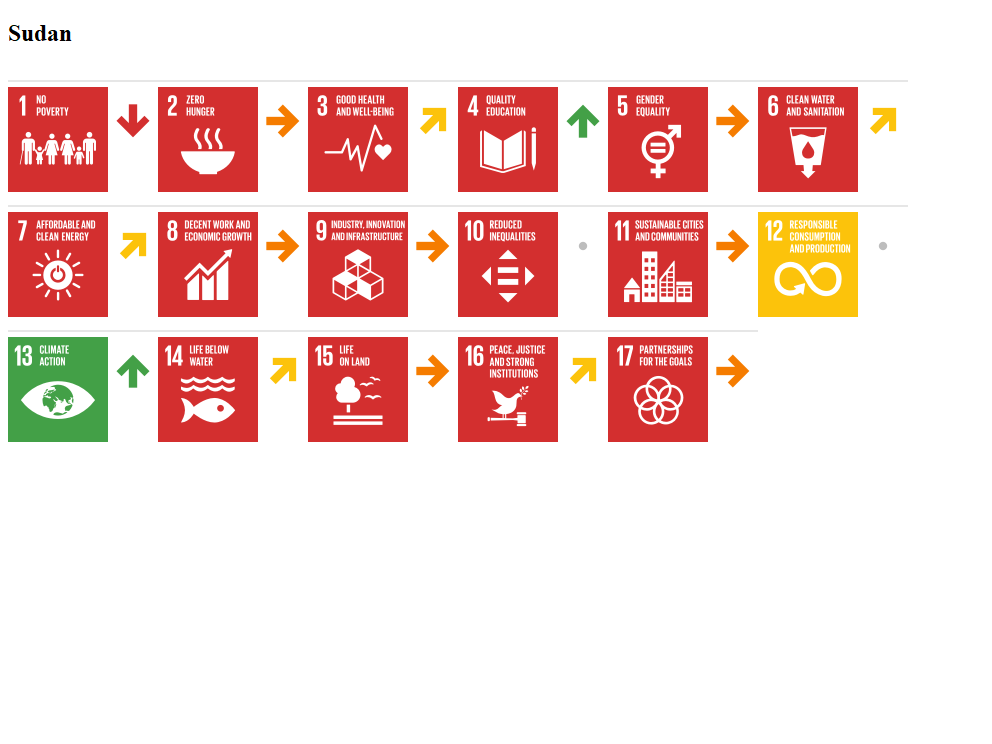 Sudan
1 NO
POVERTY
2 ZERO
HUNGER
3 GOOD HEALTH
AND WELL-BEING
4 QUALITY
EDUCATION
5 GENDER
EQUALITY
6 CLEAN WATER
AND SANITATION
7 AFFORDABLE AND
CLEAN ENERGY
8 DECENT WORK AND
ECONOMIC GROWTH
9 INDUSTRY, INNOVATION
AND INFRASTRUCTURE
10 REDUCED
INEQUALITIES
11 SUSTAINABLE CITIES
AND COMMUNITIES
12 RESPONSIBLE
CONSUMPTION
AND PRODUCTION
13 CLIMATE
ACTION
14 LIFE BELOW
WATER
15 LIFE
ON LAND
16 PEACE, JUSTICE
AND STRONG
INSTITUTIONS
17 PARTNERSHIPS
FOR THE GOALS